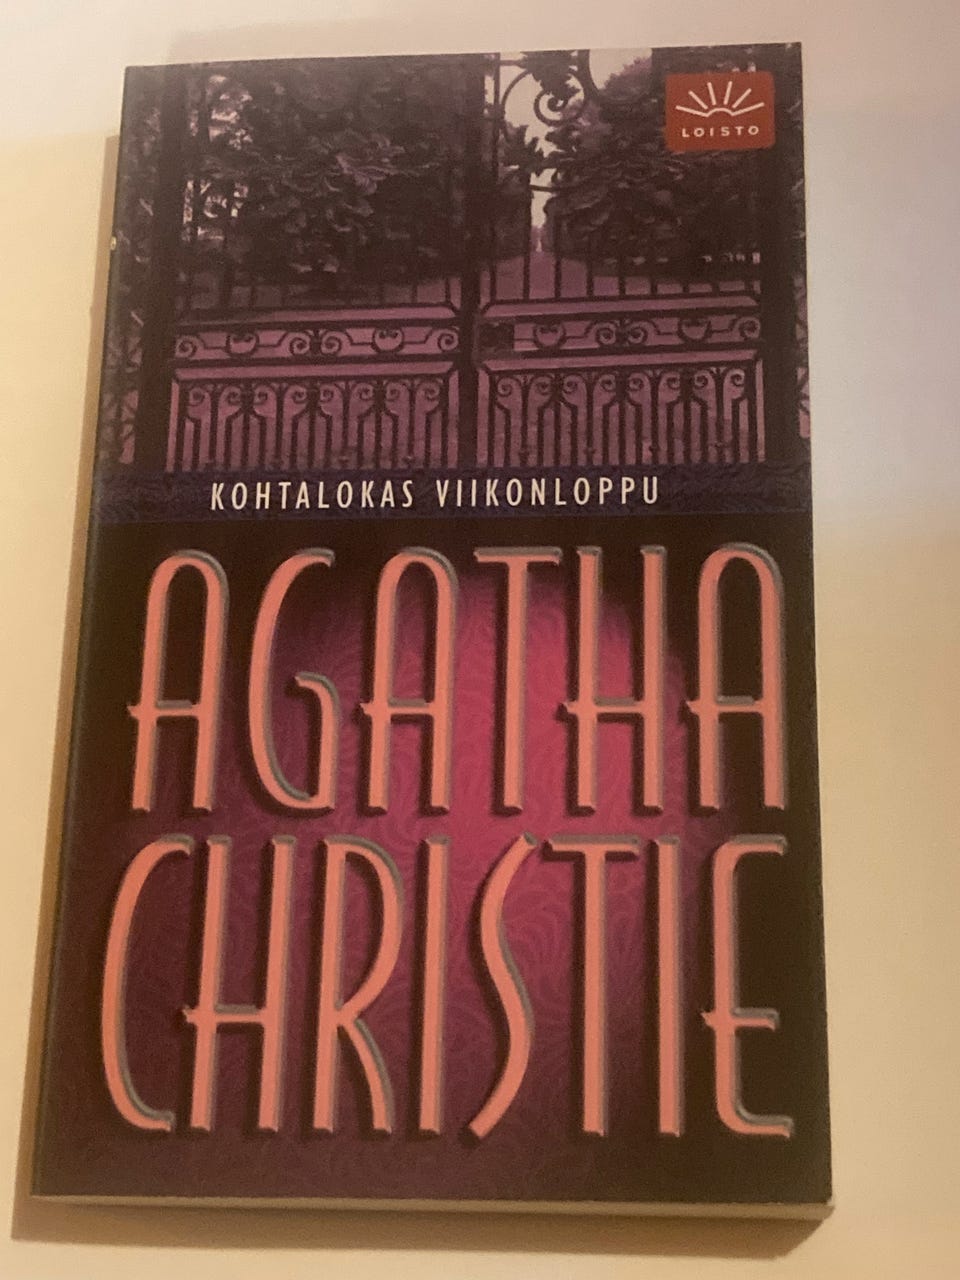 LOISTO
KOHTALOKAS VIIKONLOPPU
AGATHA
CHRISTIE